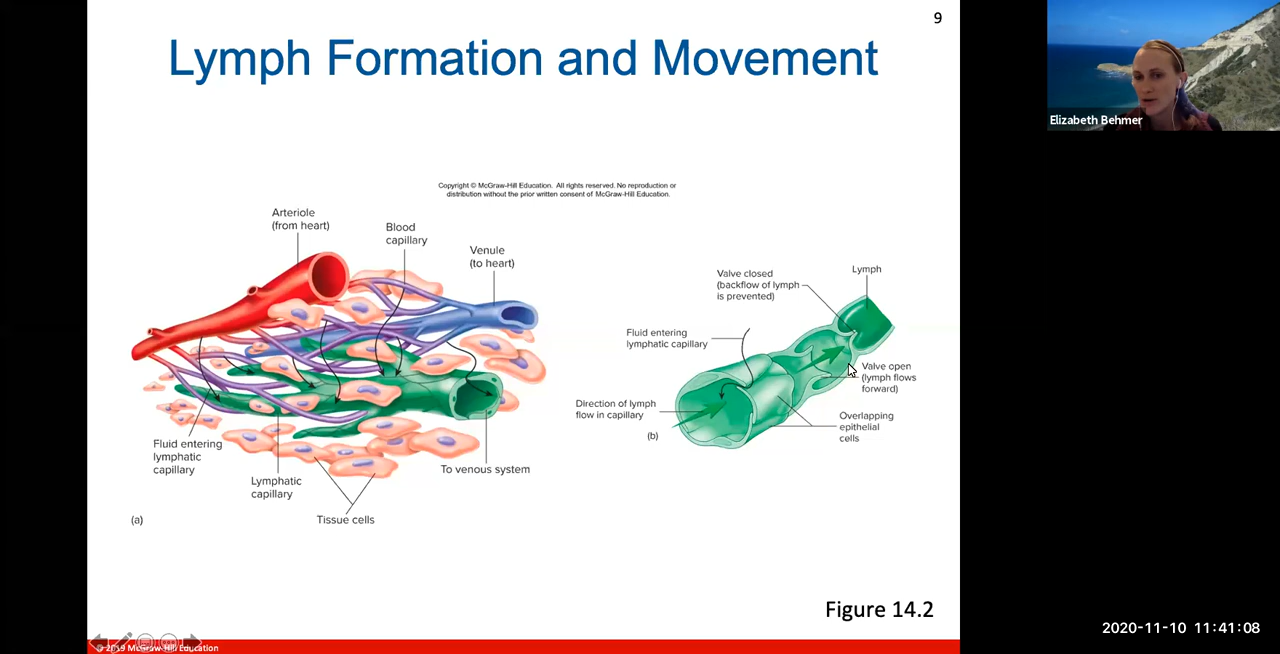 9
Lymph Formation and Movement
Elizabeth Behmer
Copyright © McGraw-Hill Education. All rights reserved. No reproduction or
distribution without the prior written consent of McGraw-Hill Education.
Arteriole
(from heart)
Blood
capillary
Venule
(to heart)
Fluid entering
lymphatic
capillary
Lymphatic
capillary
Tissue cells
To venous system
(a)
Valve closed
(backflow of lymph
is prevented)
Lymph
Fluid entering
lymphatic capillary
Valve open
(lymph flows
forward)
Direction of lymph
flow in capillary
(b)
Overlapping
epithelial
cells
Figure 14.2
© 2019 McGraw-Hill Education
2020-11-10 11:41:08